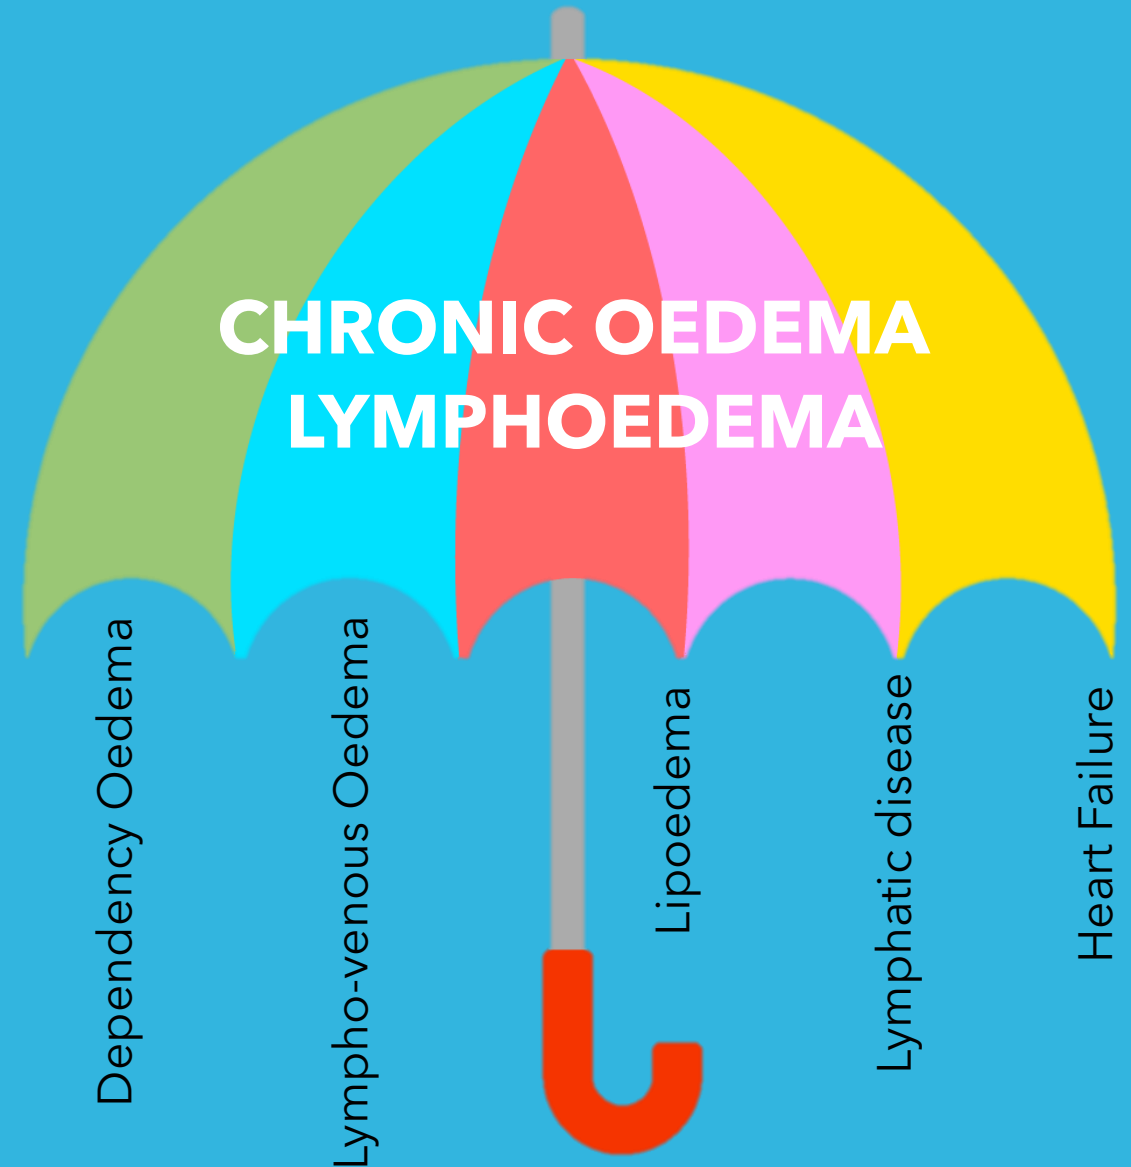 CHRONIC OEDEMA
LYMPHOEDEMA
Dependency Oedema
Lympho-venous Oedema
Lipoedema
Lymphatic disease
Heart Failure